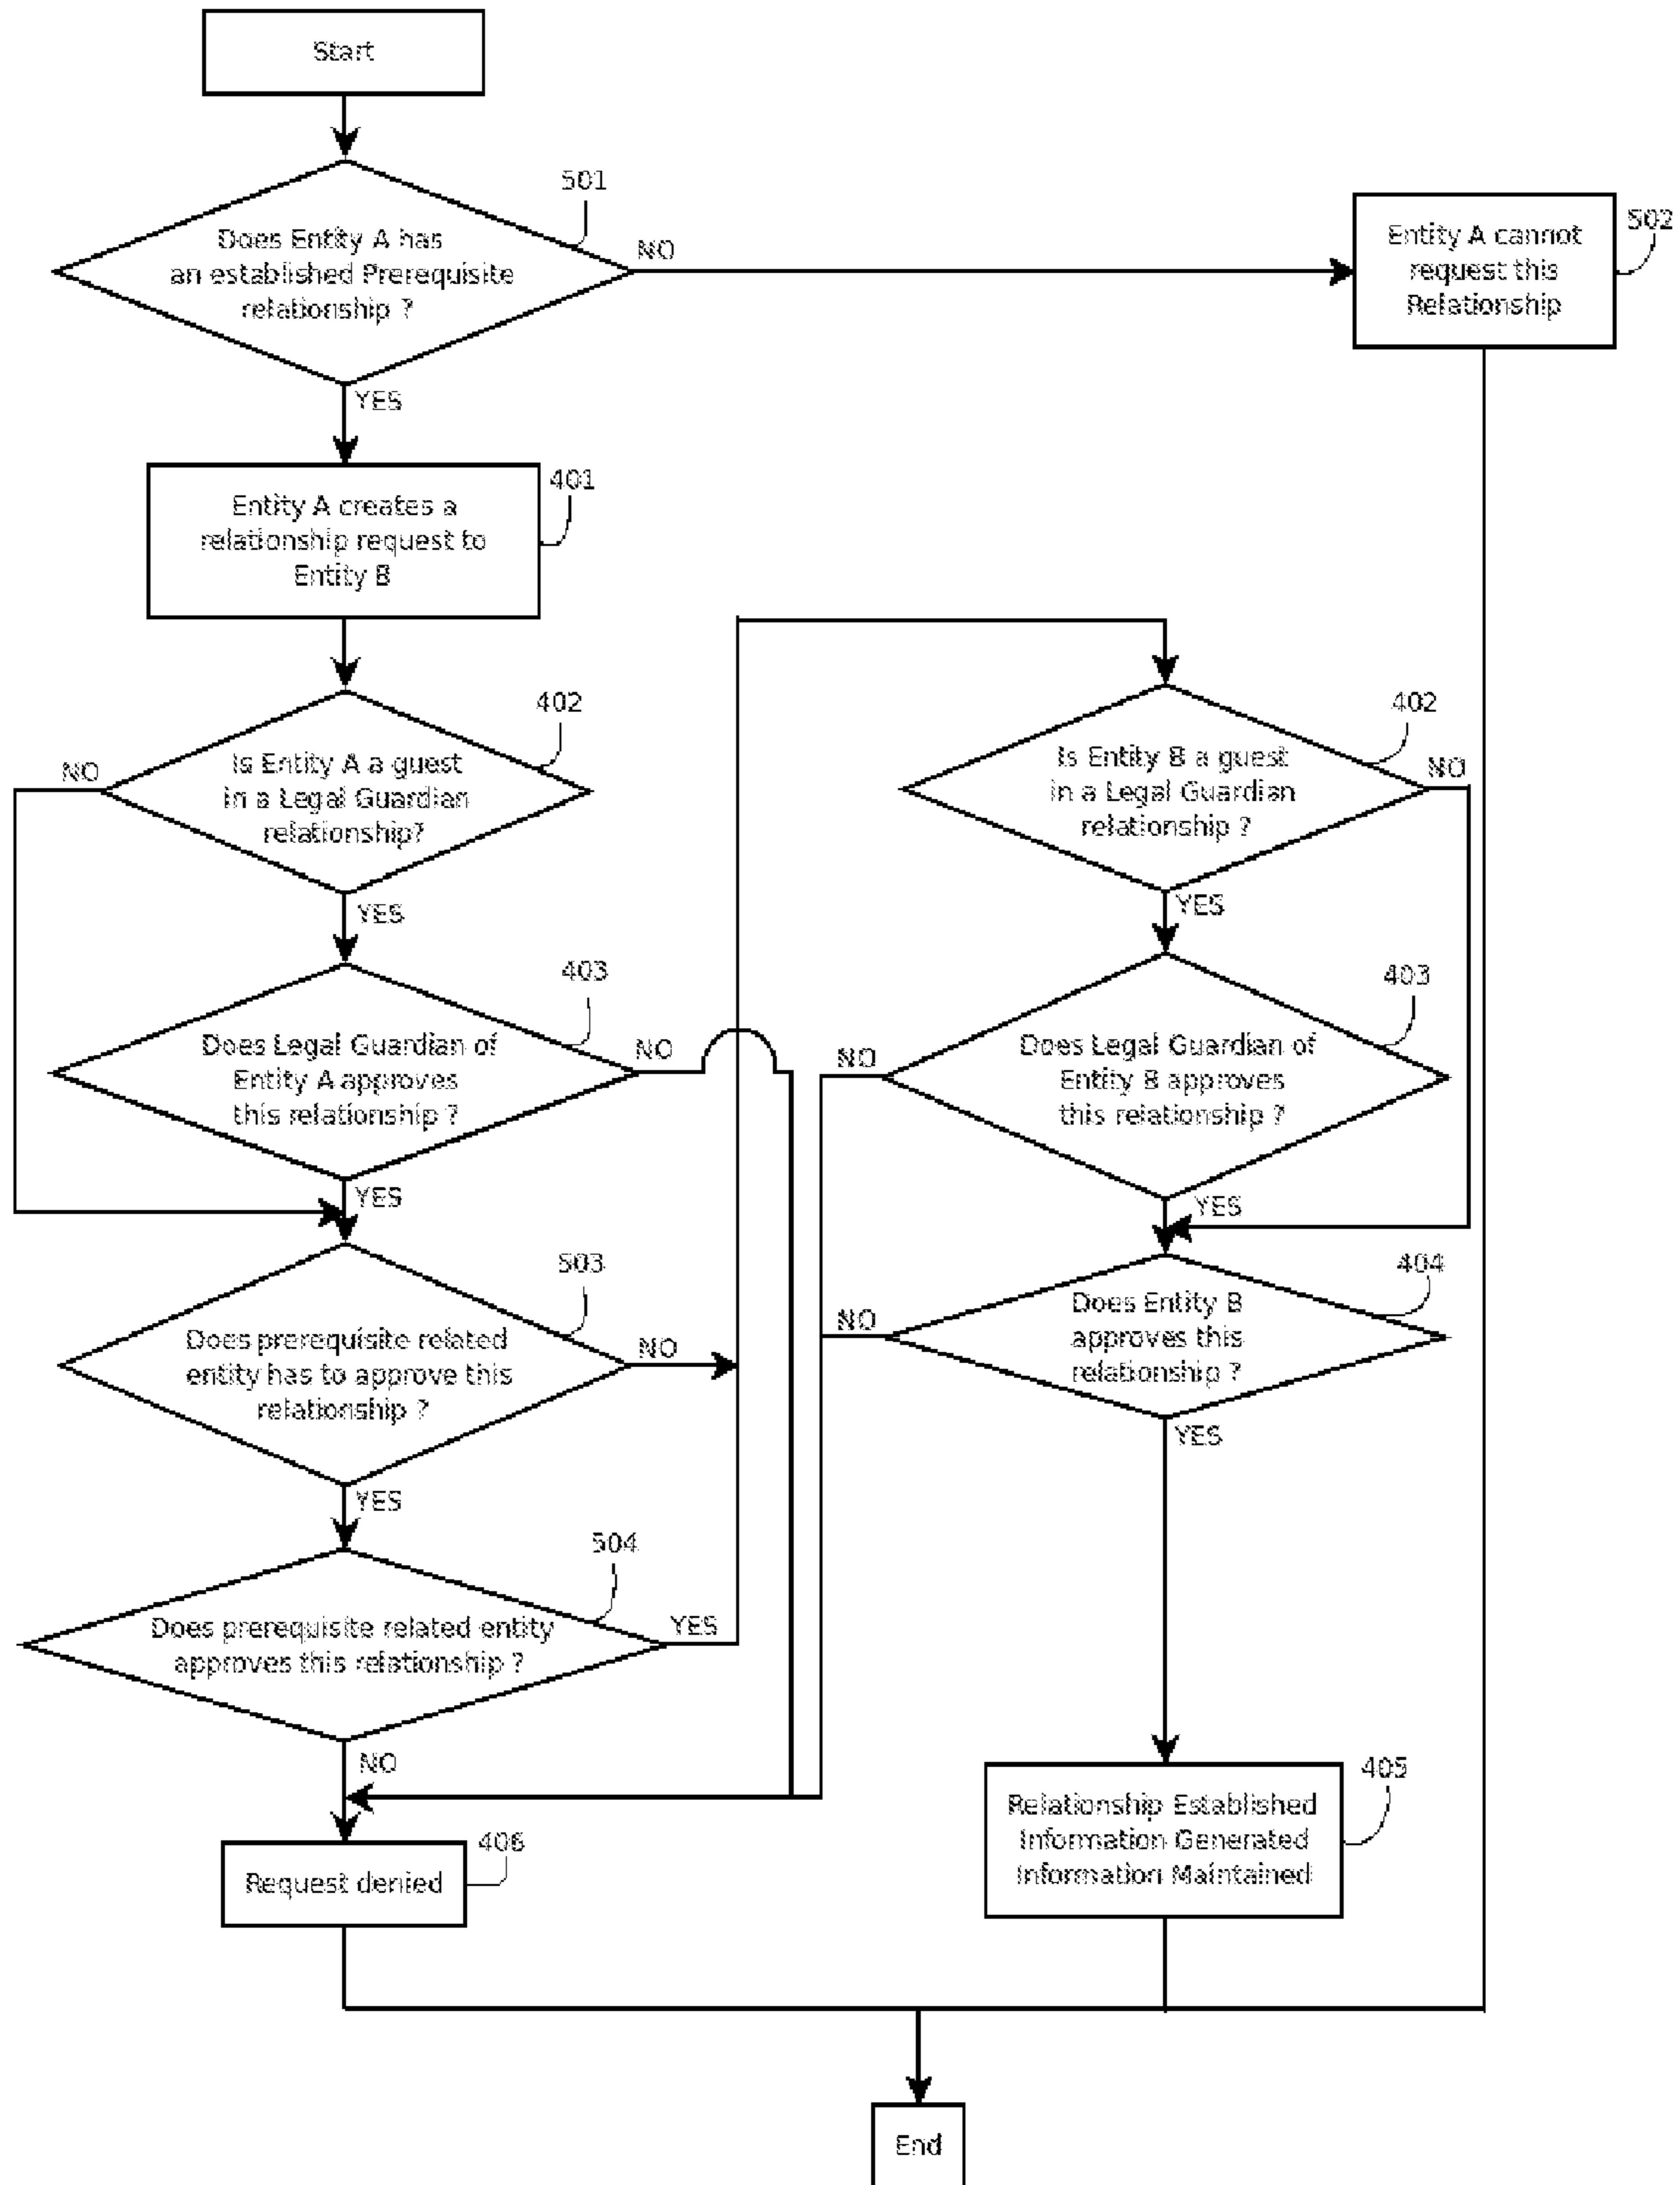 Start
501
Does Entity A has
an established Prerequisite
relationship ?
NO
YES
Entity A cannot
request this
Relationship
502
Entity A creates a
relationship request to
Entity B
401
Is Entity A a guest
in a Legal Guardian
relationship?
402
NO
YES
Is Entity B a guest
in a Legal Guardian
relationship ?
402
NO
YES
Does Legal Guardian of
Entity A approves
this relationship ?
403
NO
YES
Does Legal Guardian of
Entity B approves
this relationship ?
403
NO
YES
Does prerequisite related
entity has to approve this
relationship ?
503
NO
YES
Does Entity B
approves this
relationship ?
404
NO
YES
Does prerequisite related entity
approves this relationship ?
504
YES
NO
Request denied
406
Relationship Established
Information Generated
Information Maintained
405
End